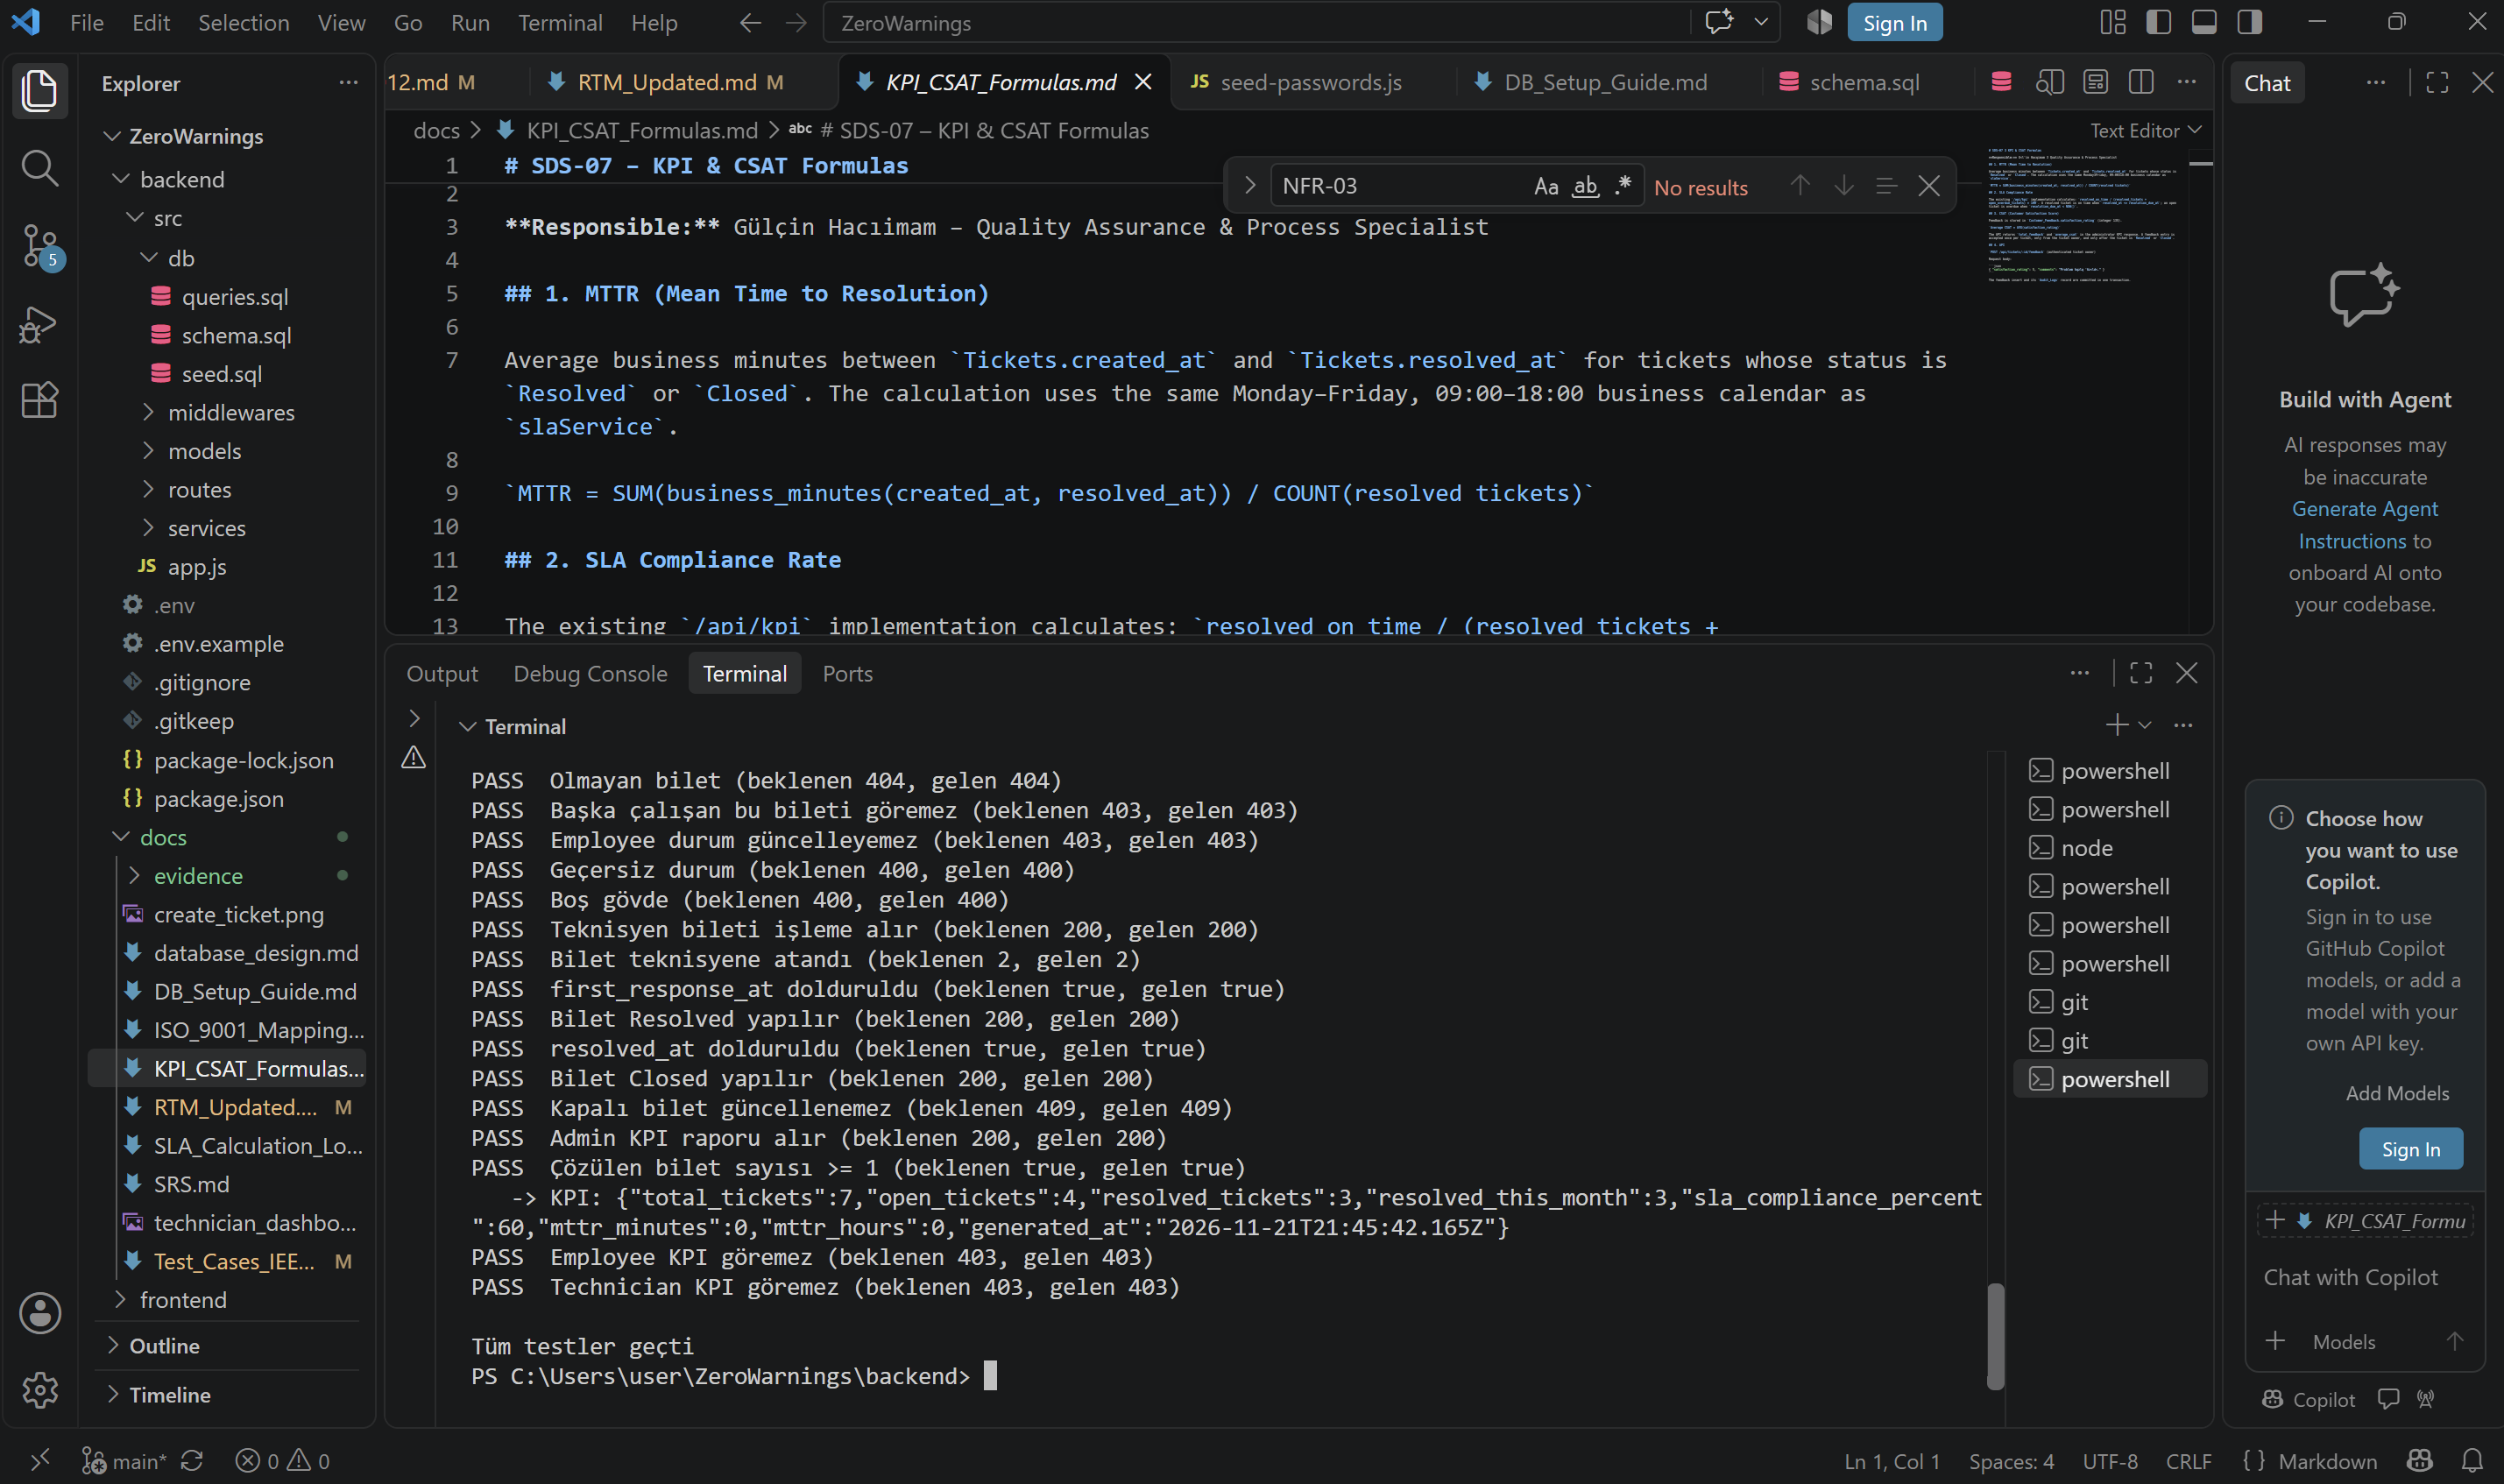 File Edit Selection View Go Run Terminal Help
ZeroWarnings
Sign In
Explorer
ZeroWarnings
backend
src
db
queries.sql
schema.sql
seed.sql
middlewares
models
routes
services
JS app.js
.env
.env.example
.gitignore
.gitkeep
{} package-lock.json
{} package.json
docs
evidence
create_ticket.png
database_design.md
DB_Setup_Guide.md
ISO_9001_Mapping...
KPI_CSAT_Formulas...
RTM_Updated.... M
SLA_Calculation_Lo...
SRS.md
technician_dashbo...
Test_Cases_IEE... M
frontend
Outline
Timeline
5
12.md M
RTM_Updated.md M
KPI_CSAT_Formulas.md
JS seed-passwords.js
DB_Setup_Guide.md
schema.sql
docs > KPI_CSAT_Formulas.md > abc # SDS-07 – KPI & CSAT Formulas
Text Editor
NFR-03
Aa ab .*
No results
1 # SDS-07 – KPI & CSAT Formulas
2
3 **Responsible:** Gülçin Hacıimam – Quality Assurance & Process Specialist
4
5 ## 1. MTTR (Mean Time to Resolution)
6
7 Average business minutes between `Tickets.created_at` and `Tickets.resolved_at` for tickets whose status is
`Resolved` or `Closed`. The calculation uses the same Monday–Friday, 09:00–18:00 business calendar as
`slaService`.
8
9 `MTTR = SUM(business_minutes(created_at, resolved_at)) / COUNT(resolved tickets)`
10
11 ## 2. SLA Compliance Rate
12
13 The existing `/api/kpi` implementation calculates: `resolved on time / (resolved tickets +
Output Debug Console Terminal Ports
Terminal
PASS Olmayan bilet (beklenen 404, gelen 404)
PASS Başka çalışan bu bileti göremez (beklenen 403, gelen 403)
PASS Employee durum güncelleyemez (beklenen 403, gelen 403)
PASS Geçersiz durum (beklenen 400, gelen 400)
PASS Boş gövde (beklenen 400, gelen 400)
PASS Teknisyen bileti işleme alır (beklenen 200, gelen 200)
PASS Bilet teknisyene atandı (beklenen 2, gelen 2)
PASS first_response_at dolduruldu (beklenen true, gelen true)
PASS Bilet Resolved yapılır (beklenen 200, gelen 200)
PASS resolved_at dolduruldu (beklenen true, gelen true)
PASS Bilet Closed yapılır (beklenen 200, gelen 200)
PASS Kapalı bilet güncellenemez (beklenen 409, gelen 409)
PASS Admin KPI raporu alır (beklenen 200, gelen 200)
PASS Çözülen bilet sayısı >= 1 (beklenen true, gelen true)
-> KPI: {"total_tickets":7,"open_tickets":4,"resolved_tickets":3,"resolved_this_month":3,"sla_compliance_percent
":60,"mttr_minutes":0,"mttr_hours":0,"generated_at":"2026-11-21T21:45:42.165Z"}
PASS Employee KPI göremez (beklenen 403, gelen 403)
PASS Technician KPI göremez (beklenen 403, gelen 403)
Tüm testler geçti
PS C:\Users\user\ZeroWarnings\backend>
powershell
powershell
node
powershell
powershell
powershell
git
git
powershell
Chat
Build with Agent
AI responses may
be inaccurate
Generate Agent
Instructions to
onboard AI onto
your codebase.
Choose how
you want to use
Copilot.
Sign in to use
GitHub Copilot
models, or add a
model with your
own API key.
Add Models
Sign In
KPI_CSAT_Formu
Chat with Copilot
Models
Copilot
main* 0 0
Ln 1, Col 1 Spaces: 4 UTF-8 CRLF {} Markdown